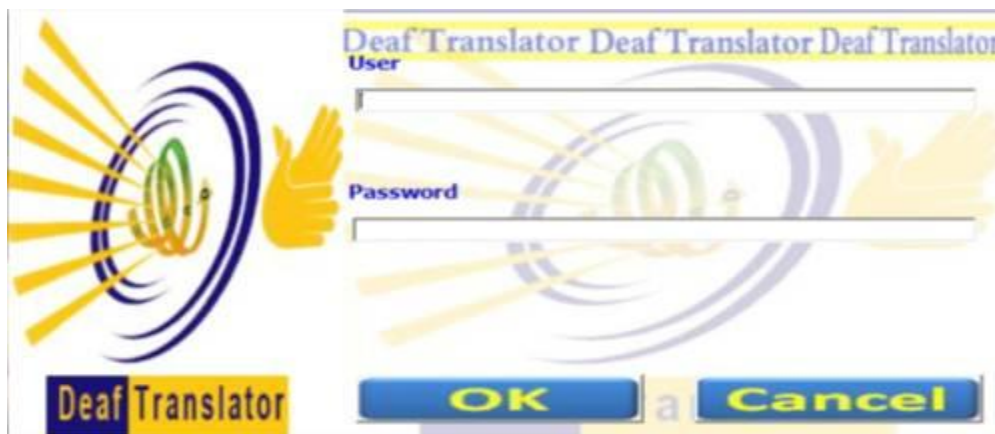 Deaf Translator Deaf Translator Deaf Translator
User
Password
OK
Cancel
Deaf Translator